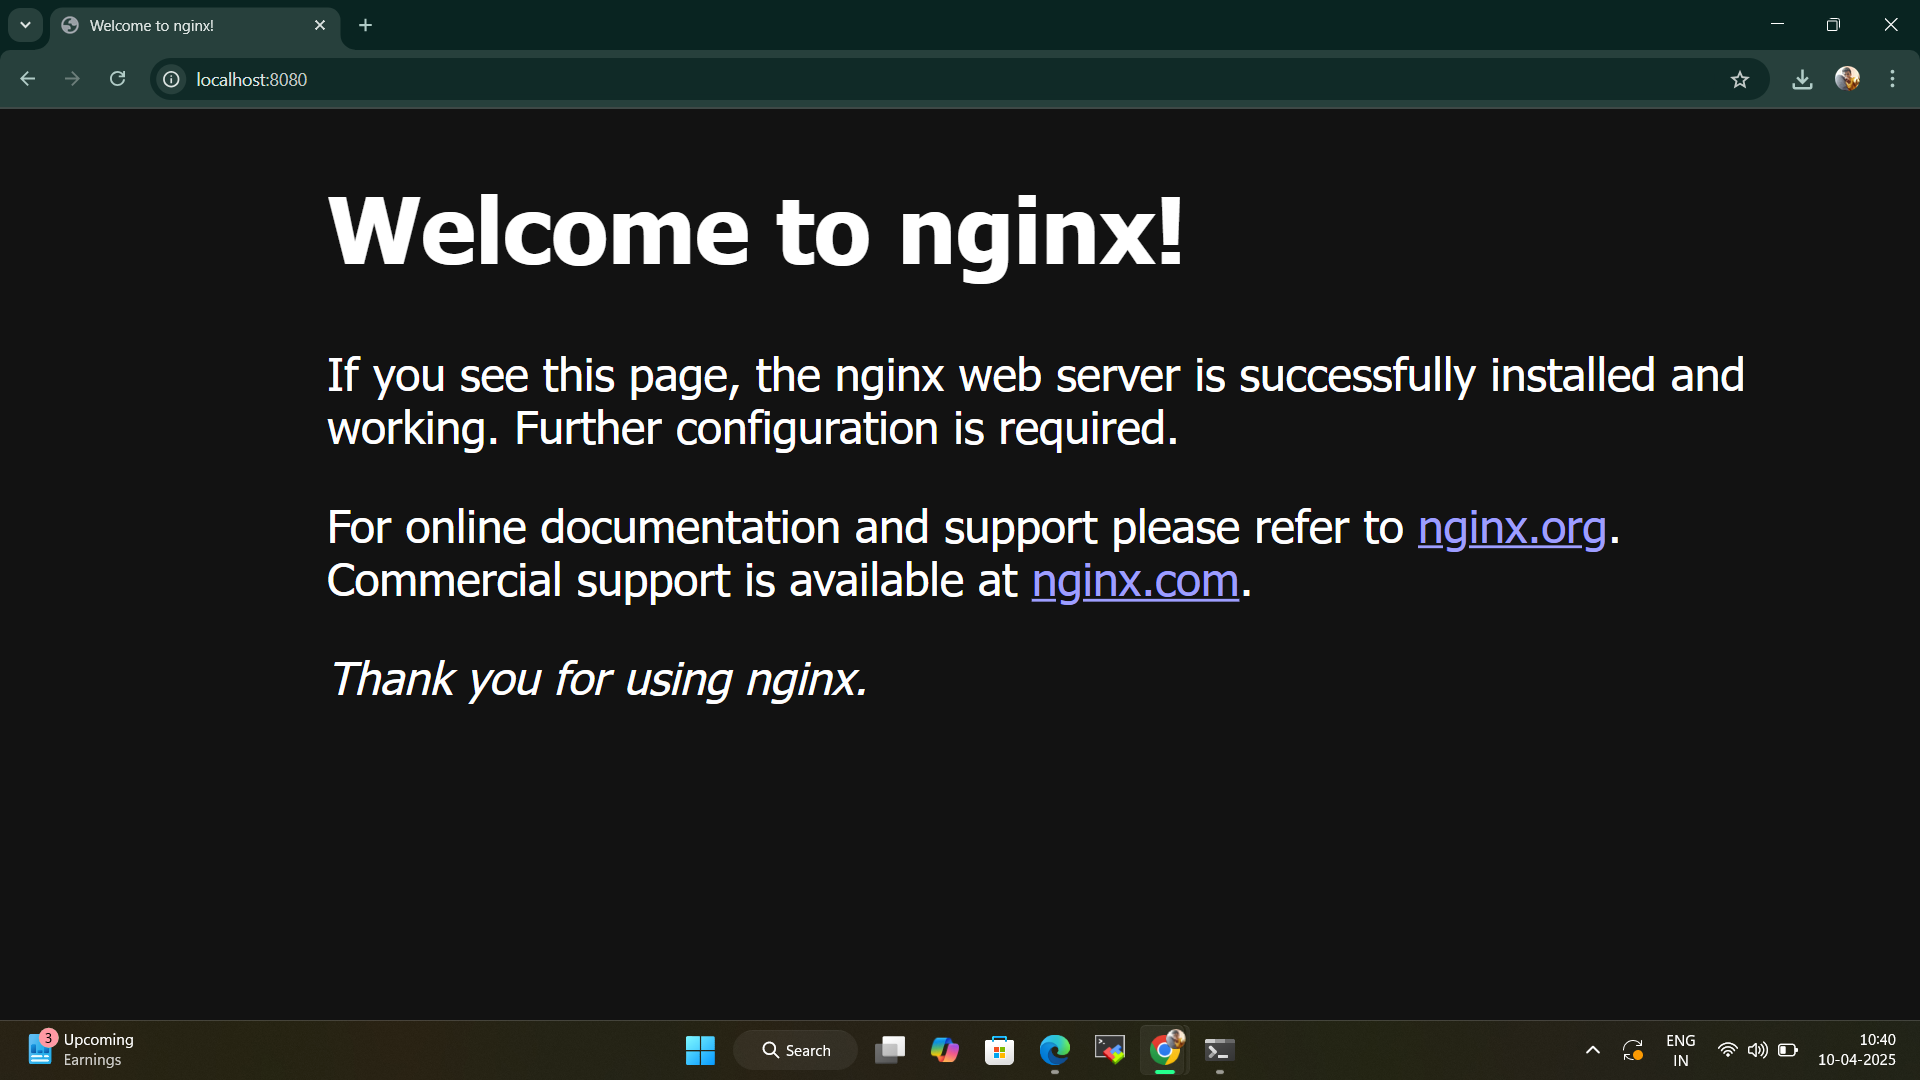 Welcome to nginx!
localhost:8080
Welcome to nginx!
If you see this page, the nginx web server is successfully installed and
working. Further configuration is required.
For online documentation and support please refer to nginx.org.
Commercial support is available at nginx.com.
Thank you for using nginx.
3
Upcoming
Earnings
Search
ENG
IN
10:40
10-04-2025